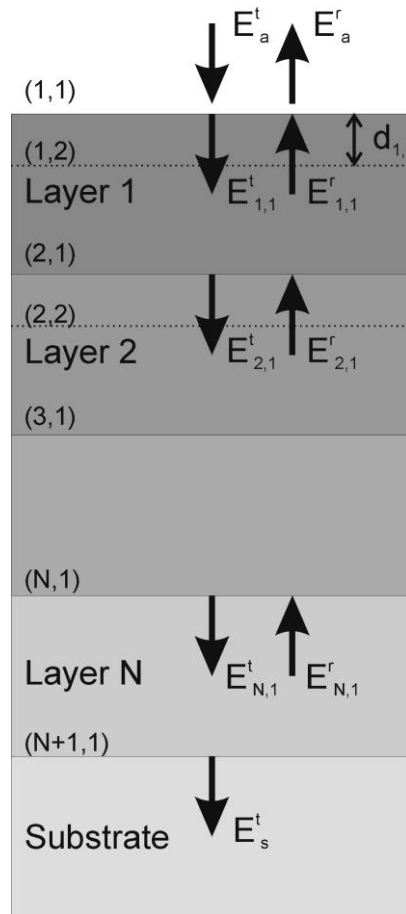 E^t_a E^r_a
(1,1)
(1,2) d_1,
Layer 1 E^t_1,1 E^r_1,1
(2,1)
(2,2)
Layer 2 E^t_2,1 E^r_2,1
(3,1)
(N,1)
Layer N E^t_N,1 E^r_N,1
(N+1,1)
Substrate E^t_s